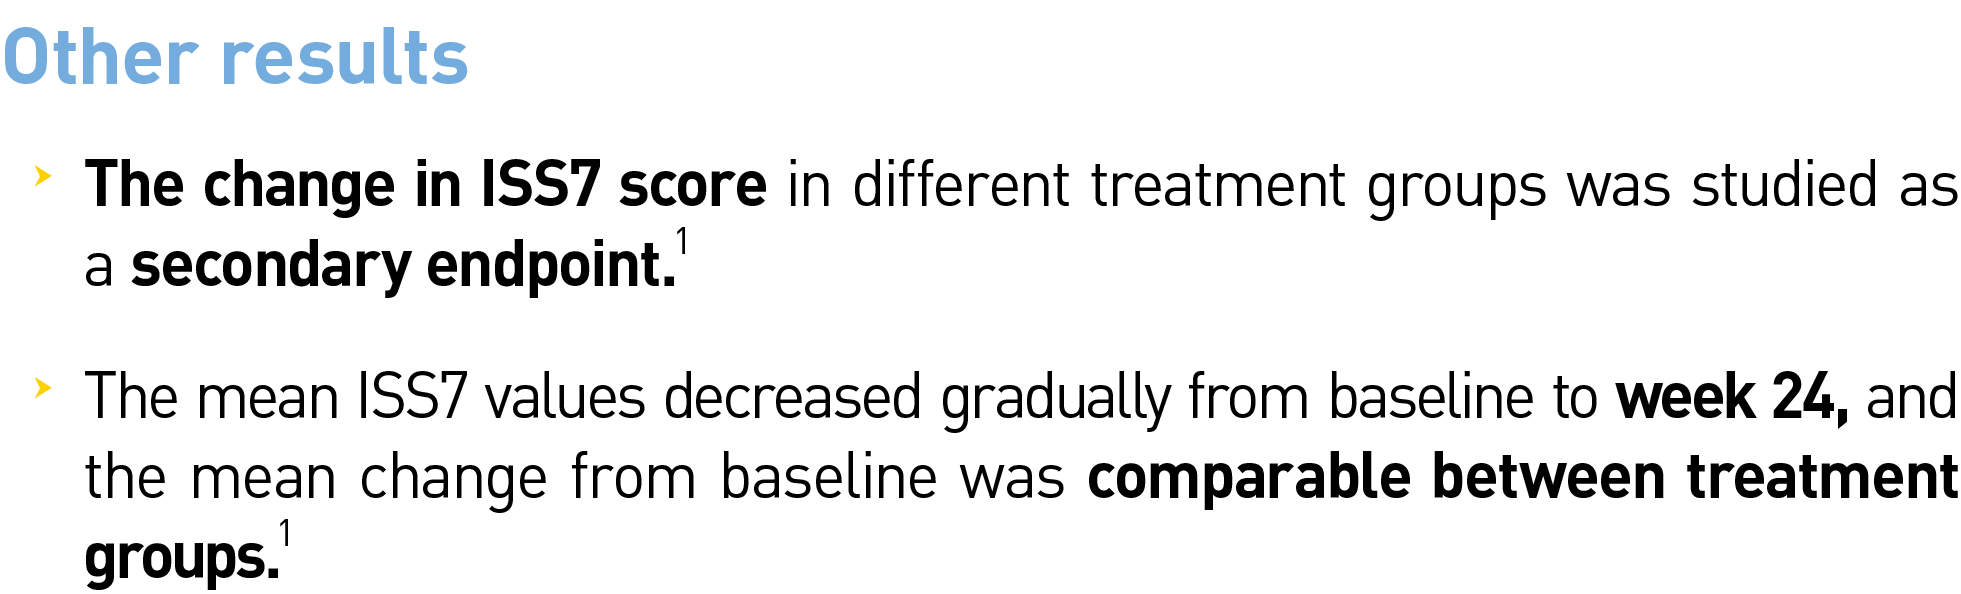 Other results
The change in ISS7 score in different treatment groups was studied as
a secondary endpoint.1
The mean ISS7 values decreased gradually from baseline to week 24, and
the mean change from baseline was comparable between treatment
groups.1